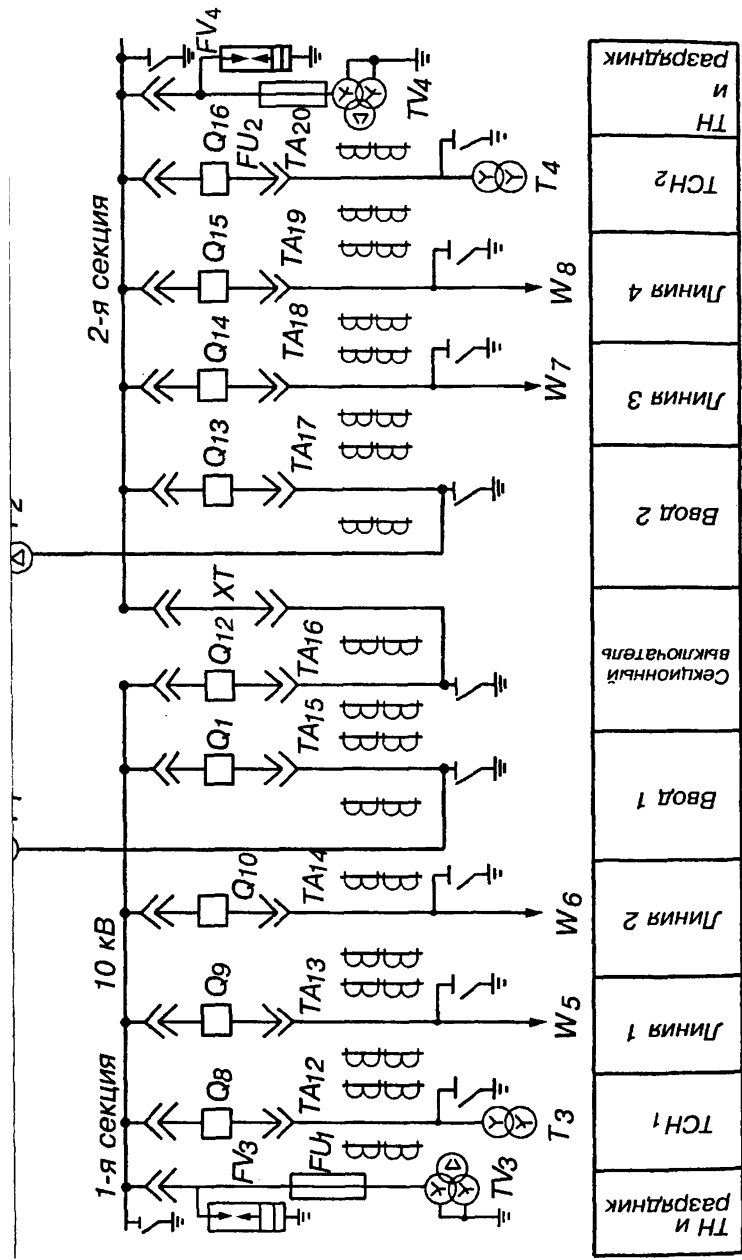 1-я секция
10 кВ
2-я секция
FV3
FU1
TV3
Q8
TA12
T3
Q9
TA13
W5
Q10
TA14
W6
Q1
TA15
Q12
TA16
XT
Q13
TA17
Q14
TA18
W7
Q15
TA19
W8
Q16
FU2
TA20
T4
FV4
TV4
ТН и
разрядник
ТСН1
Линия 1
Линия 2
Ввод 1
Секционный
выключатель
Ввод 2
Линия 3
Линия 4
ТСН2
ТН
и
разрядник